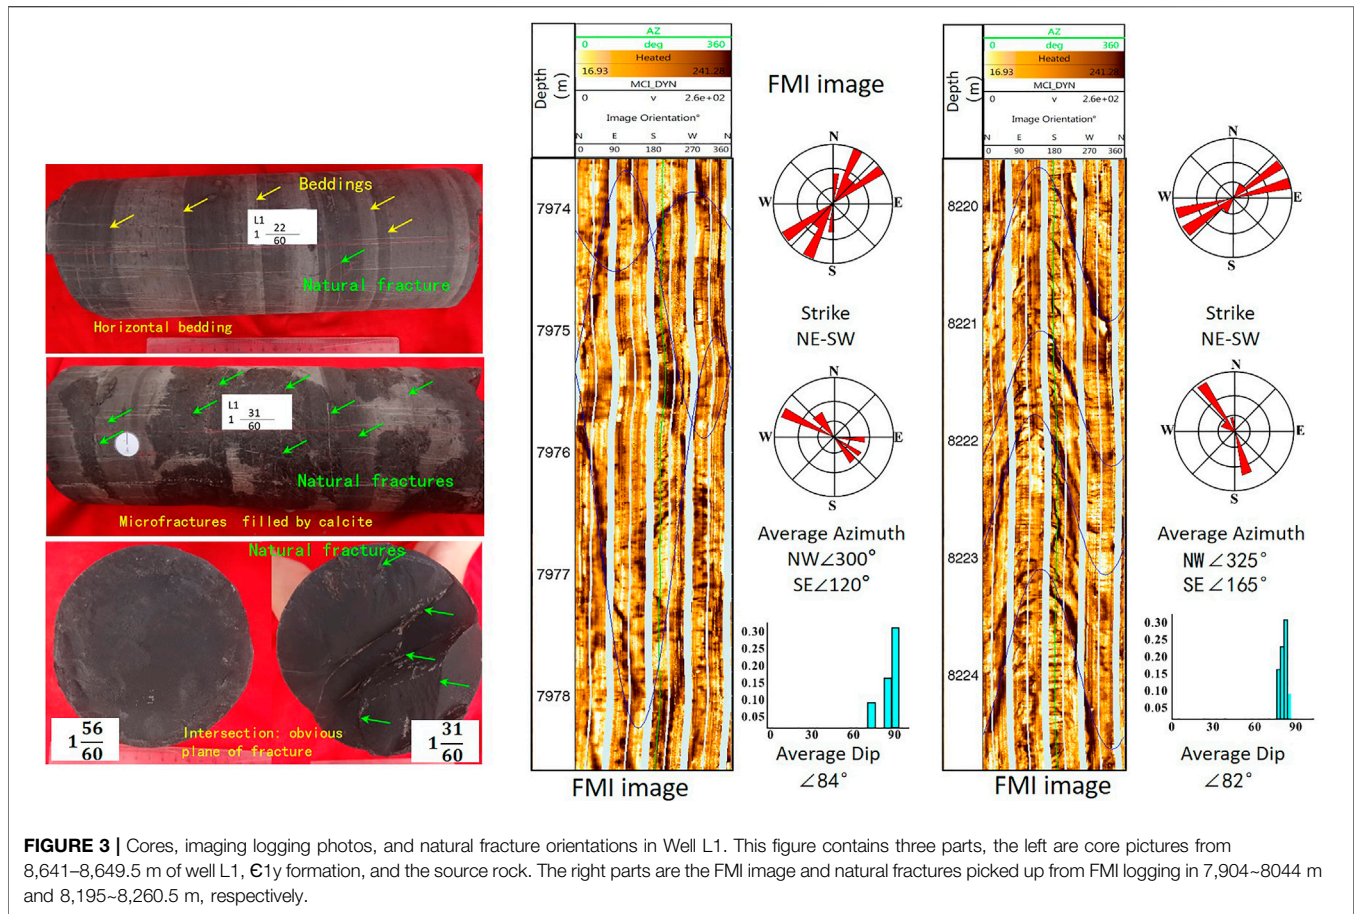 Beddings
L1
1 22
60
Natural fracture
Horizontal bedding
L1
1 31
60
Natural fractures
Microfractures filled by calcite
Natural fractures
1 56
60
Intersection: obvious
plane of fracture
1 31
60
Depth
(m)
AZ
0 deg 360
Heated
16.93 241.28
MCI_DYN
0 v 2.6e+02
Image Orientation°
N E S W N
0 90 180 270 360
7974
7975
7976
7977
7978
FMI image
FMI image
N
W E
S
Strike
NE-SW
N
W E
S
Average Azimuth
NW∠300°
SE∠120°
0.30
0.25
0.20
0.15
0.10
0.05
0 30 60 90
Average Dip
∠84°
Depth
(m)
AZ
0 deg 360
Heated
16.93 241.28
MCI_DYN
0 v 2.6e+02
Image Orientation°
N E S W N
0 90 180 270 360
8220
8221
8222
8223
8224
FMI image
N
W E
S
Strike
NE-SW
N
W E
S
Average Azimuth
NW∠325°
SE∠165°
0.30
0.25
0.20
0.15
0.10
0.05
0 30 60 90
Average Dip
∠82°
FIGURE 3 | Cores, imaging logging photos, and natural fracture orientations in Well L1. This figure contains three parts, the left are core pictures from
8,641–8,649.5 m of well L1, Є1y formation, and the source rock. The right parts are the FMI image and natural fractures picked up from FMI logging in 7,904~8044 m
and 8,195~8,260.5 m, respectively.